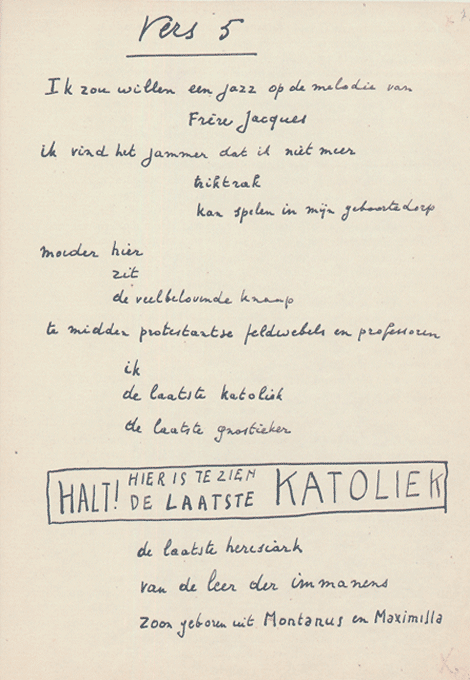 Vers 5
Ik zou willen een jazz op de melodie van
Frère Jacques
ik vind het jammer dat ik niet meer
triktrak
kan spelen in mijn geboortedorp
moeder hier
zit
de veelbelovende knaap
te midden protestantse feldwebels en professoren
ik
de laatste katoliek
de laatste gnostieker
HALT! HIER IS TE ZIEN
DE LAATSTE KATOLIEK
de laatste heresiark
van de leer der immanens
zoon geboren uit Montanus en Maximilla